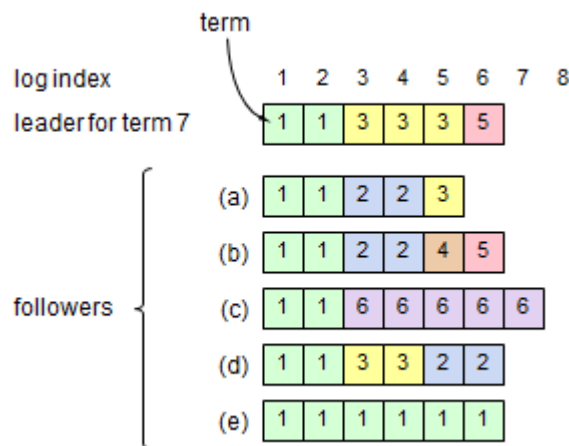 term
log index 1 2 3 4 5 6 7 8
leader for term 7 1 1 3 3 3 5
(a) 1 1 2 2 3
(b) 1 1 2 2 4 5
followers (c) 1 1 6 6 6 6 6
(d) 1 1 3 3 2 2
(e) 1 1 1 1 1 1